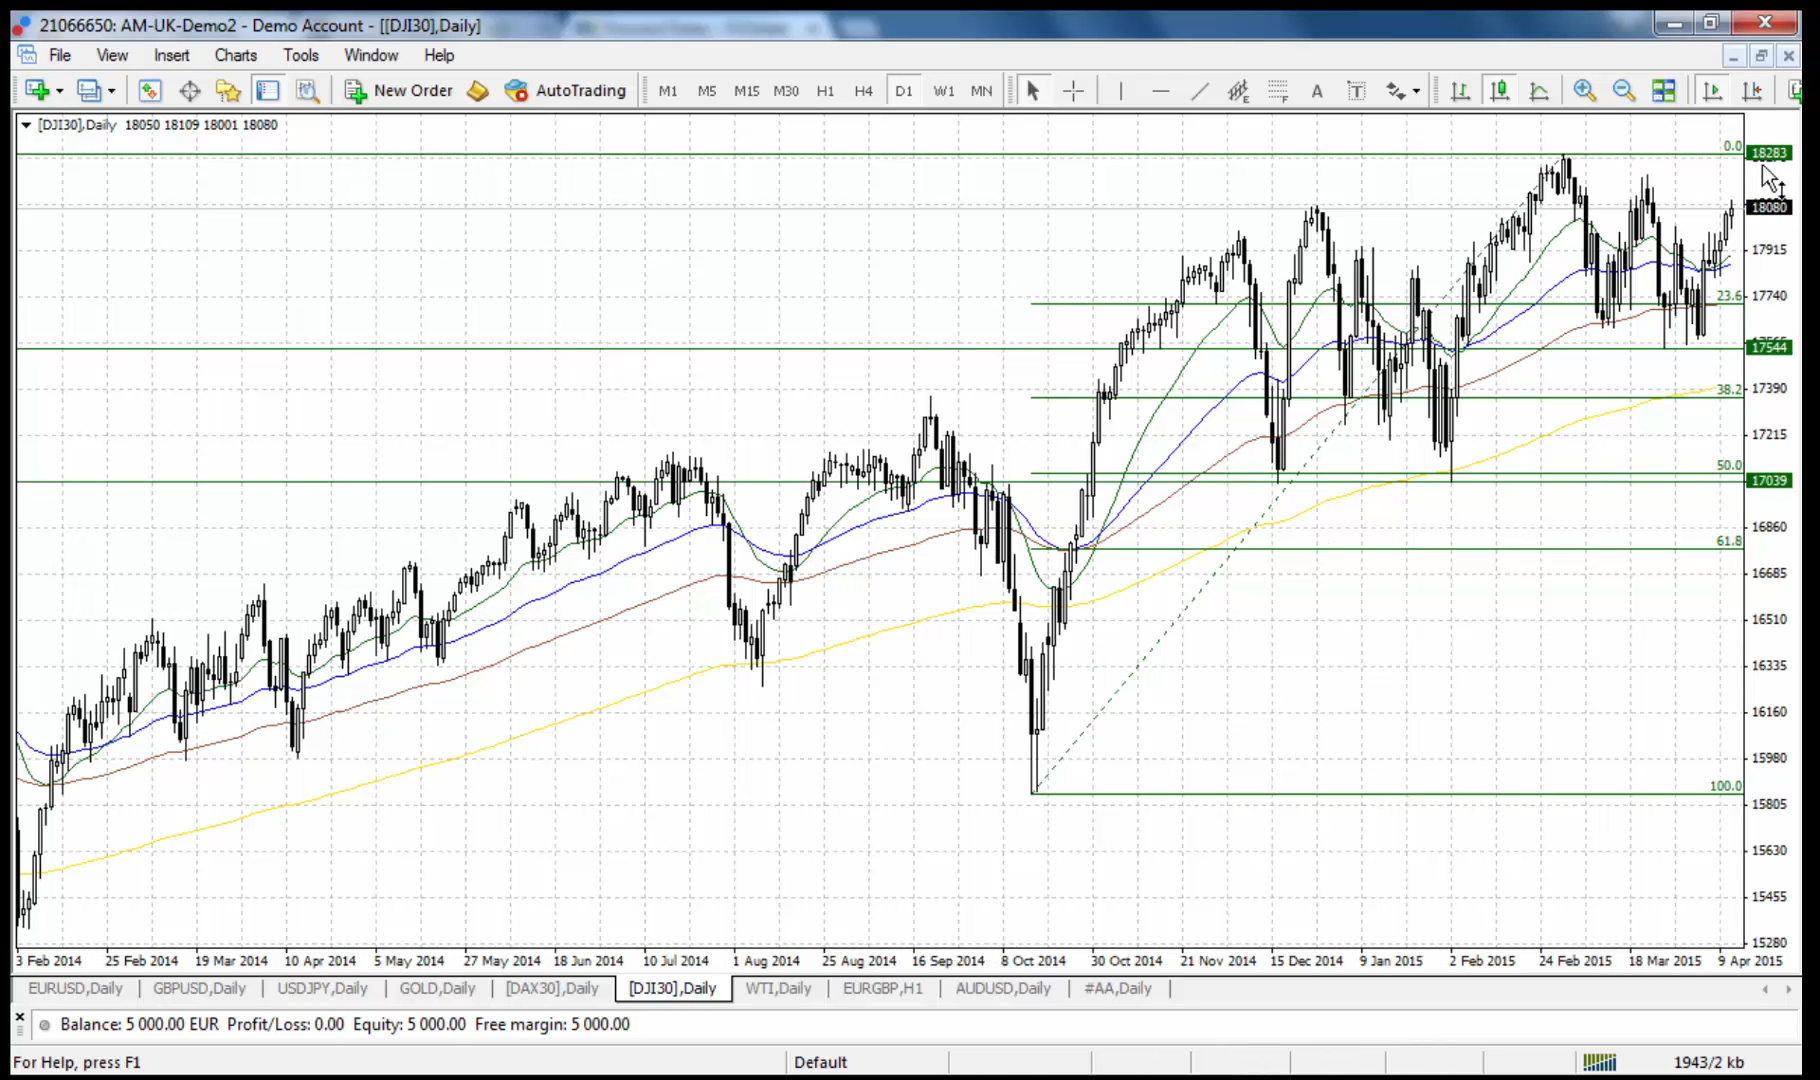 21066650: AM-UK-Demo2 - Demo Account - [[DJI30],Daily]
File View Insert Charts Tools Window Help
New Order AutoTrading M1 M5 M15 M30 H1 H4 D1 W1 MN
[DJI30],Daily 18050 18109 18001 18080
0.0 18283
18080
17915
23.6 17740
17544
38.2 17390
17215
50.0
17039
16860
61.8
16685
16510
16335
16160
15980
100.0
15805
15630
15455
15280
3 Feb 2014 25 Feb 2014 19 Mar 2014 10 Apr 2014 5 May 2014 27 May 2014 18 Jun 2014 10 Jul 2014 1 Aug 2014 25 Aug 2014 16 Sep 2014 8 Oct 2014 30 Oct 2014 21 Nov 2014 15 Dec 2014 9 Jan 2015 2 Feb 2015 24 Feb 2015 18 Mar 2015 9 Apr 2015
EURUSD,Daily GBPUSD,Daily USDJPY,Daily GOLD,Daily [DAX30],Daily [DJI30],Daily WTI,Daily EURGBP,H1 AUDUSD,Daily #AA,Daily
Balance: 5 000.00 EUR Profit/Loss: 0.00 Equity: 5 000.00 Free margin: 5 000.00
For Help, press F1 Default 1943/2 kb